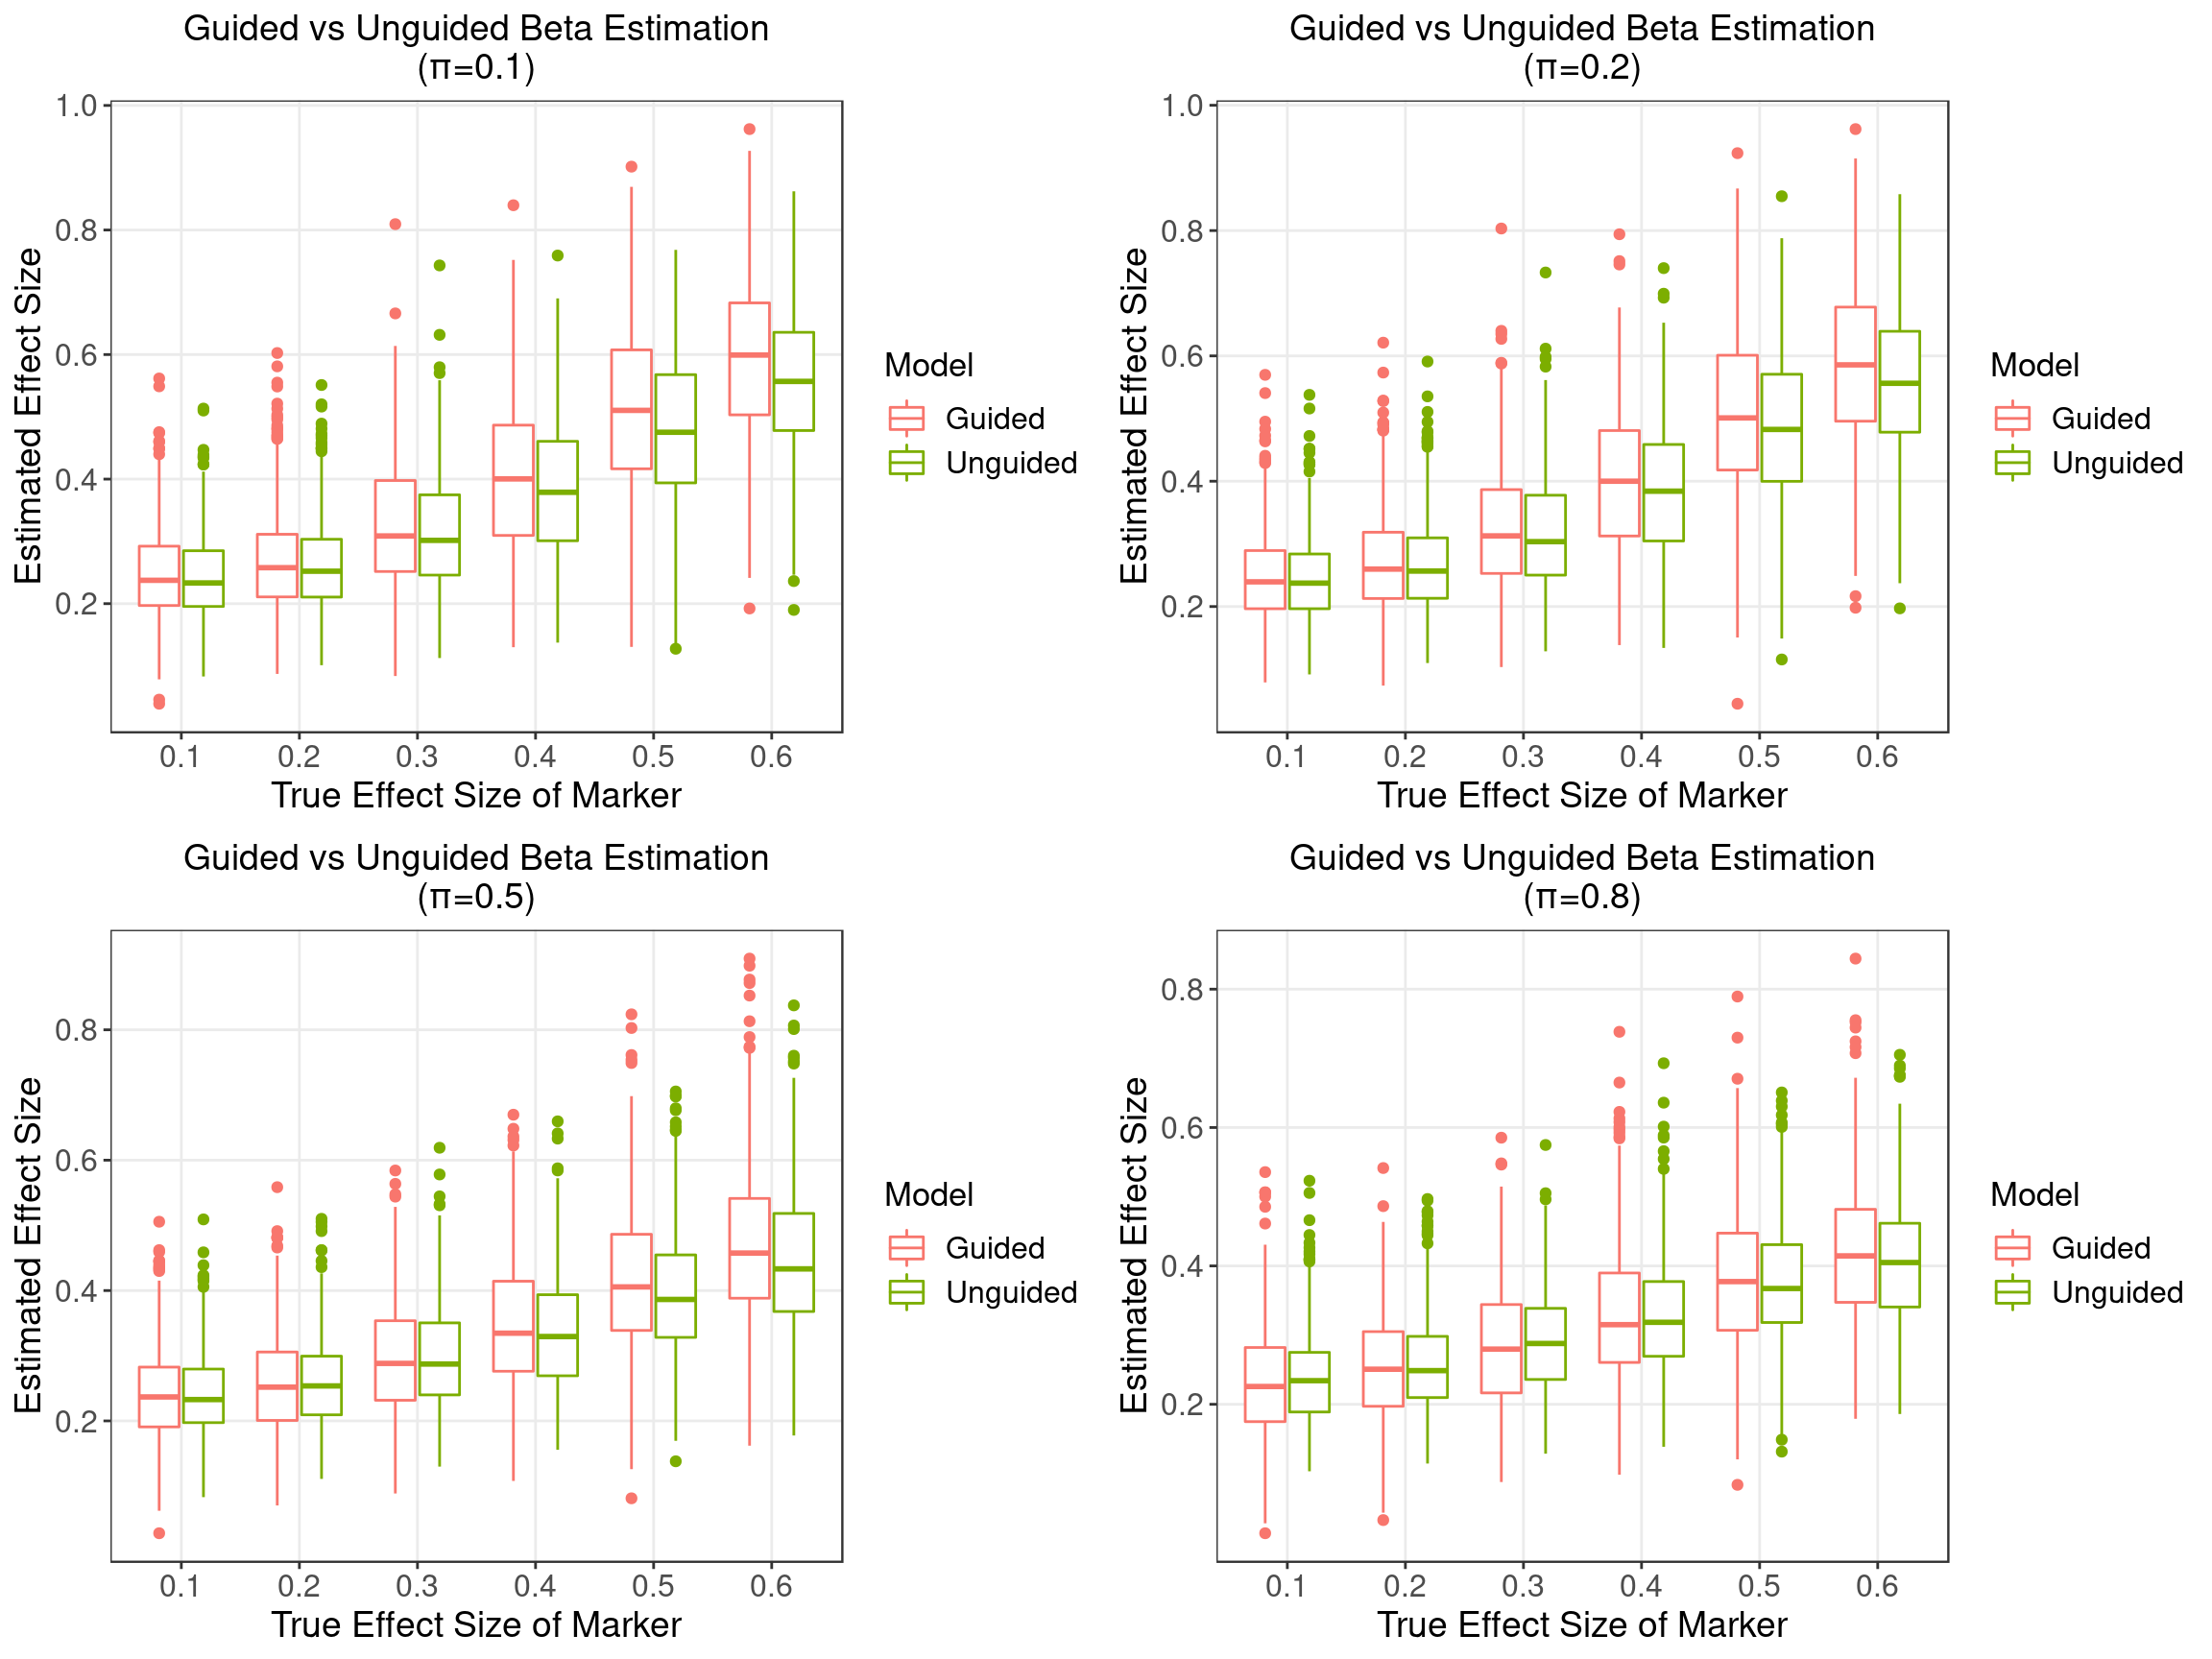 Guided vs Unguided Beta Estimation
(π=0.1)
1.0
0.8
0.6
0.4
0.2
Estimated Effect Size
0.1 0.2 0.3 0.4 0.5 0.6
True Effect Size of Marker
Model
Guided
Unguided
Guided vs Unguided Beta Estimation
(π=0.2)
1.0
0.8
0.6
0.4
0.2
Estimated Effect Size
0.1 0.2 0.3 0.4 0.5 0.6
True Effect Size of Marker
Model
Guided
Unguided
Guided vs Unguided Beta Estimation
(π=0.5)
0.8
0.6
0.4
0.2
Estimated Effect Size
0.1 0.2 0.3 0.4 0.5 0.6
True Effect Size of Marker
Model
Guided
Unguided
Guided vs Unguided Beta Estimation
(π=0.8)
0.8
0.6
0.4
0.2
Estimated Effect Size
0.1 0.2 0.3 0.4 0.5 0.6
True Effect Size of Marker
Model
Guided
Unguided